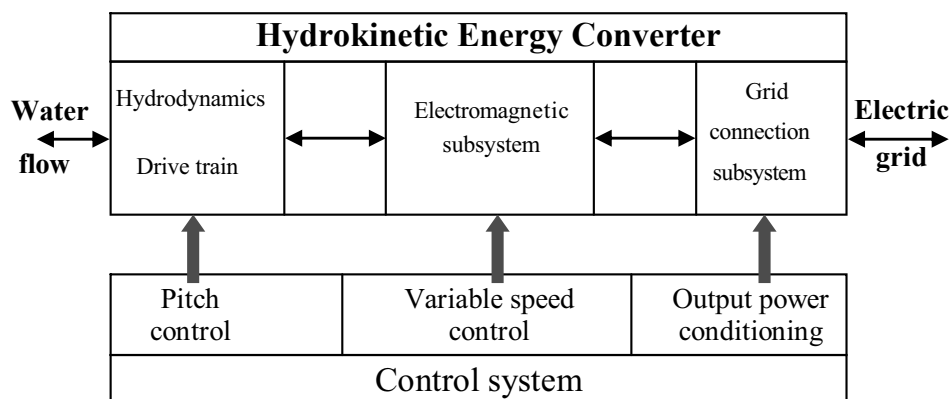 Hydrokinetic Energy Converter
Water
flow
Hydrodynamics
Drive train
Electromagnetic
subsystem
Grid
connection
subsystem
Electric
grid
Pitch
control
Variable speed
control
Output power
conditioning
Control system